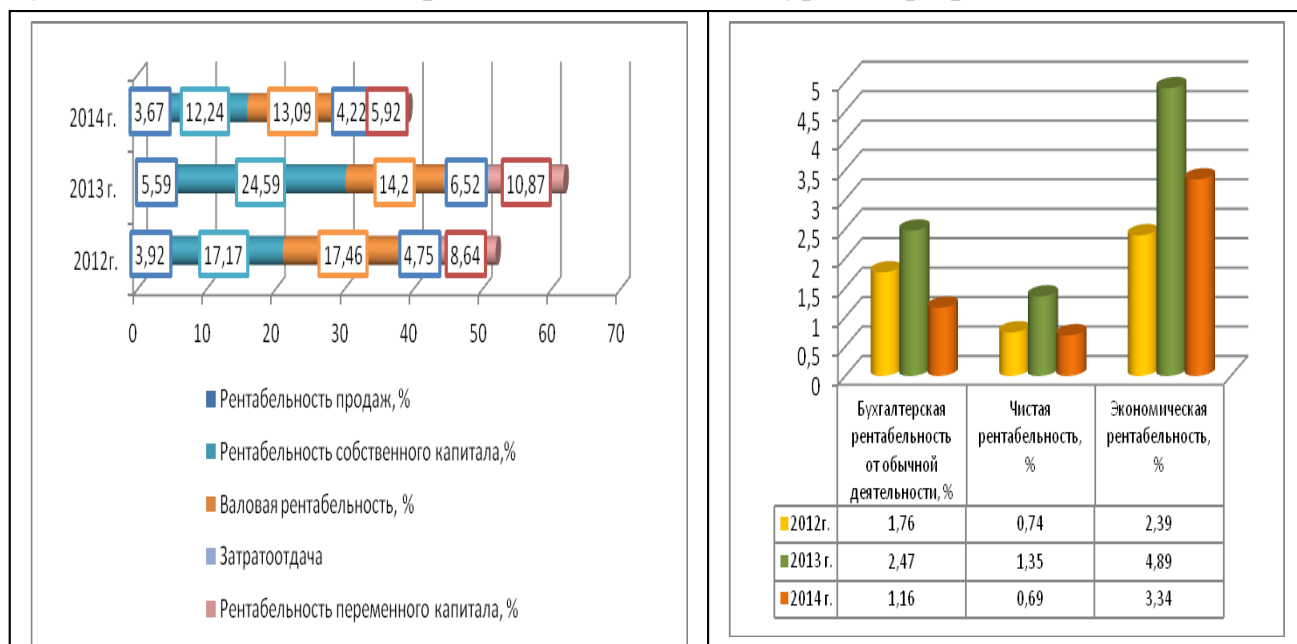 2014 г.
3,67 12,24 13,09 4,22 5,92
2013 г.
5,59 24,59 14,2 6,52 10,87
2012г.
3,92 17,17 17,46 4,75 8,64
0 10 20 30 40 50 60 70
Рентабельность продаж, %
Рентабельность собственного капитала,%
Валовая рентабельность, %
Затратоотдача
Рентабельность переменного капитала, %
5
4,5
4
3,5
3
2,5
2
1,5
1
0,5
0
Бухгалтерская
рентабельность
от обычной
деятельности, %
Чистая
рентабельность,
%
Экономическая
рентабельность,
%
2012г. 1,76 0,74 2,39
2013 г. 2,47 1,35 4,89
2014 г. 1,16 0,69 3,34